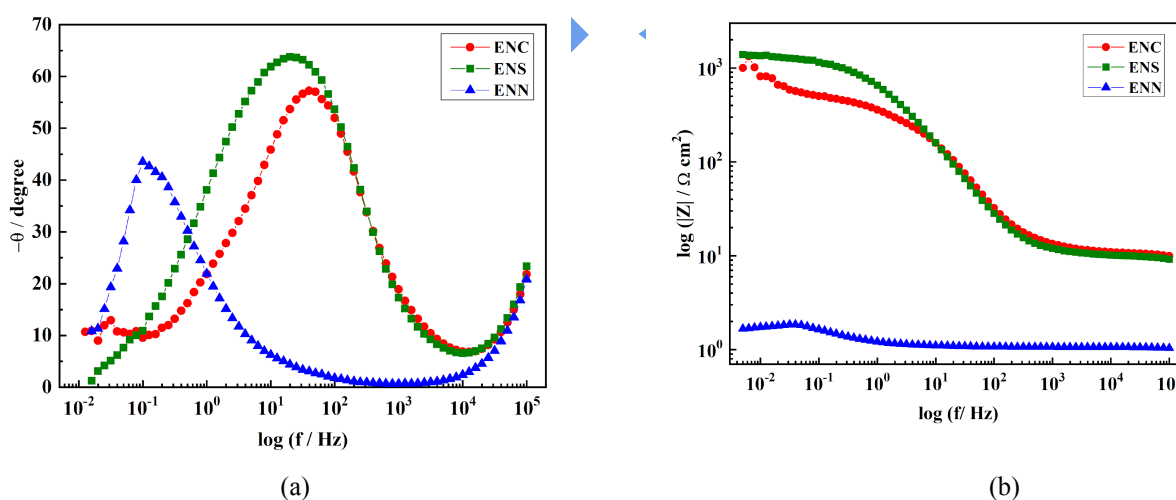 70
60
50
40
30
20
10
0
−θ / degree
ENC
ENS
ENN
10⁻² 10⁻¹ 10⁰ 10¹ 10² 10³ 10⁴ 10⁵
log (f / Hz)
(a)
10³
10²
10¹
10⁰
log (|Z| / Ω cm²)
ENC
ENS
ENN
10⁻² 10⁻¹ 10⁰ 10¹ 10² 10³ 10⁴
log (f/ Hz)
(b)